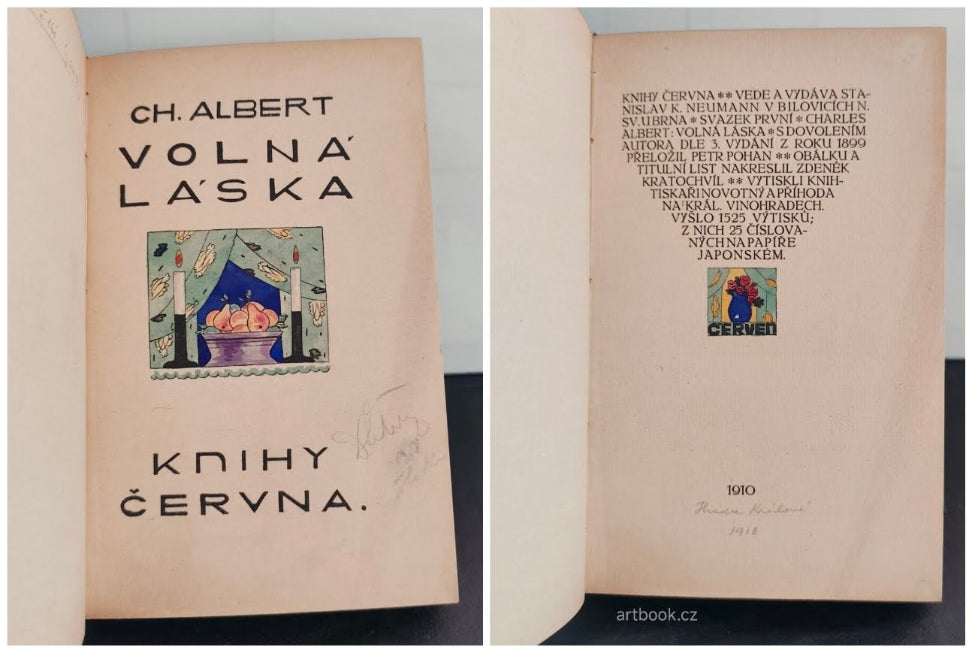 CH. ALBERT
VOLNÁ
LÁSKA
KNIHY
ČERVNA.
KNIHY ČERVNA ** VEDE A VYDÁVA STA-
NISLAV K. NEUMANN V BILOVICÍCH N.
SV. U BRNA * SVAZEK PRVNÍ * CHARLES
ALBERT: VOLNÁ LÁSKA * S DOVOLENÍM
AUTORA DLE 3. VYDÁNÍ Z ROKU 1899
PŘELOŽIL PETR POHAN ** OBÁLKU A
TITULNÍ LIST NAKRESLIL ZDENĚK
KRATOCHVÍL ** VYTISKLI KNIH-
TISKAŘI NOVOTNÝ A PŘÍHODA
NA KRÁL. VINOHRADECH.
VYŠLO 1525 VÝTISKŮ;
Z NICH 25 ČÍSLOVA-
NÝCH NA PAPÍŘE
JAPONSKÉM.
ČERVEN
1910
Hradec Králové
1918
artbook.cz